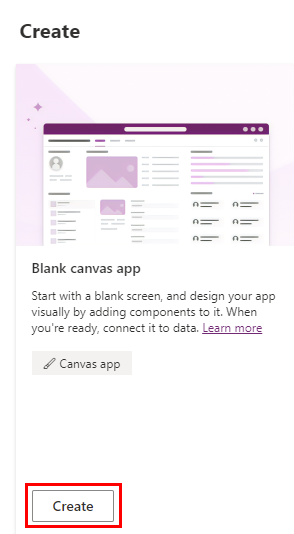 Create
Blank canvas app
Start with a blank screen, and design your app
visually by adding components to it. When
you're ready, connect it to data. Learn more
Canvas app
Create